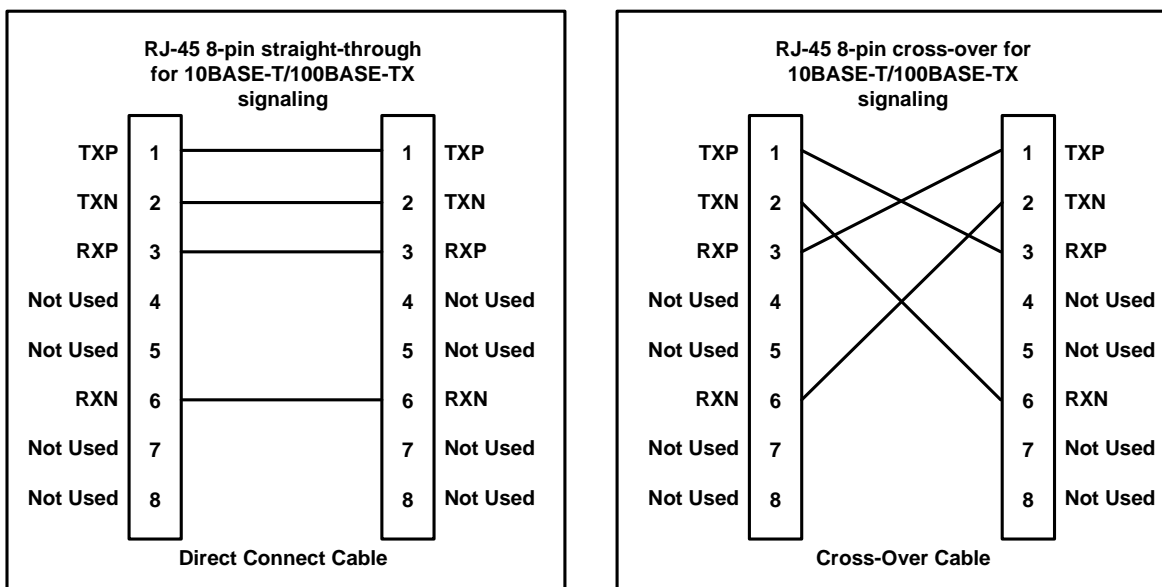 RJ-45 8-pin straight-through
for 10BASE-T/100BASE-TX
signaling
TXP 1 1 TXP
TXN 2 2 TXN
RXP 3 3 RXP
Not Used 4 4 Not Used
Not Used 5 5 Not Used
RXN 6 6 RXN
Not Used 7 7 Not Used
Not Used 8 8 Not Used
Direct Connect Cable
RJ-45 8-pin cross-over for
10BASE-T/100BASE-TX
signaling
TXP 1 1 TXP
TXN 2 2 TXN
RXP 3 3 RXP
Not Used 4 4 Not Used
Not Used 5 5 Not Used
RXN 6 6 RXN
Not Used 7 7 Not Used
Not Used 8 8 Not Used
Cross-Over Cable